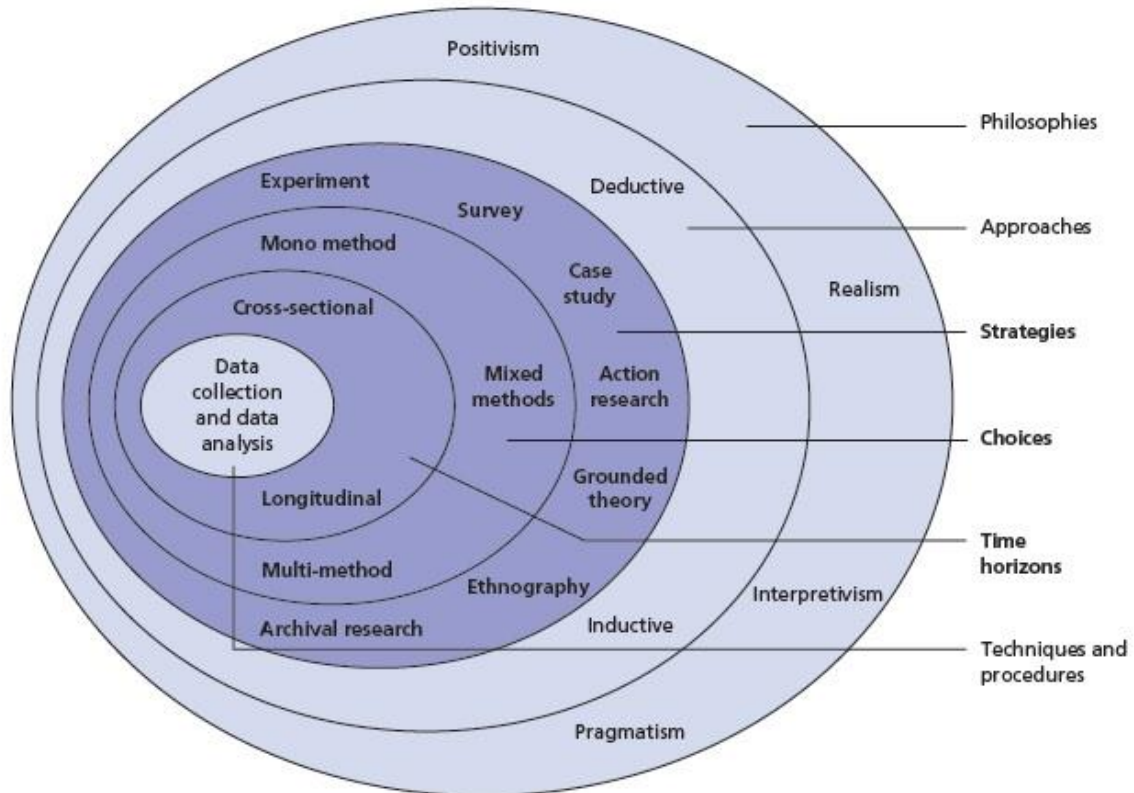 Positivism
Philosophies
Experiment
Deductive
Survey
Approaches
Mono method
Case
study
Realism
Cross-sectional
Strategies
Data
collection
and data
analysis
Mixed
methods
Action
research
Choices
Grounded
theory
Longitudinal
Time
horizons
Multi-method
Ethnography
Interpretivism
Archival research
Inductive
Techniques and
procedures
Pragmatism